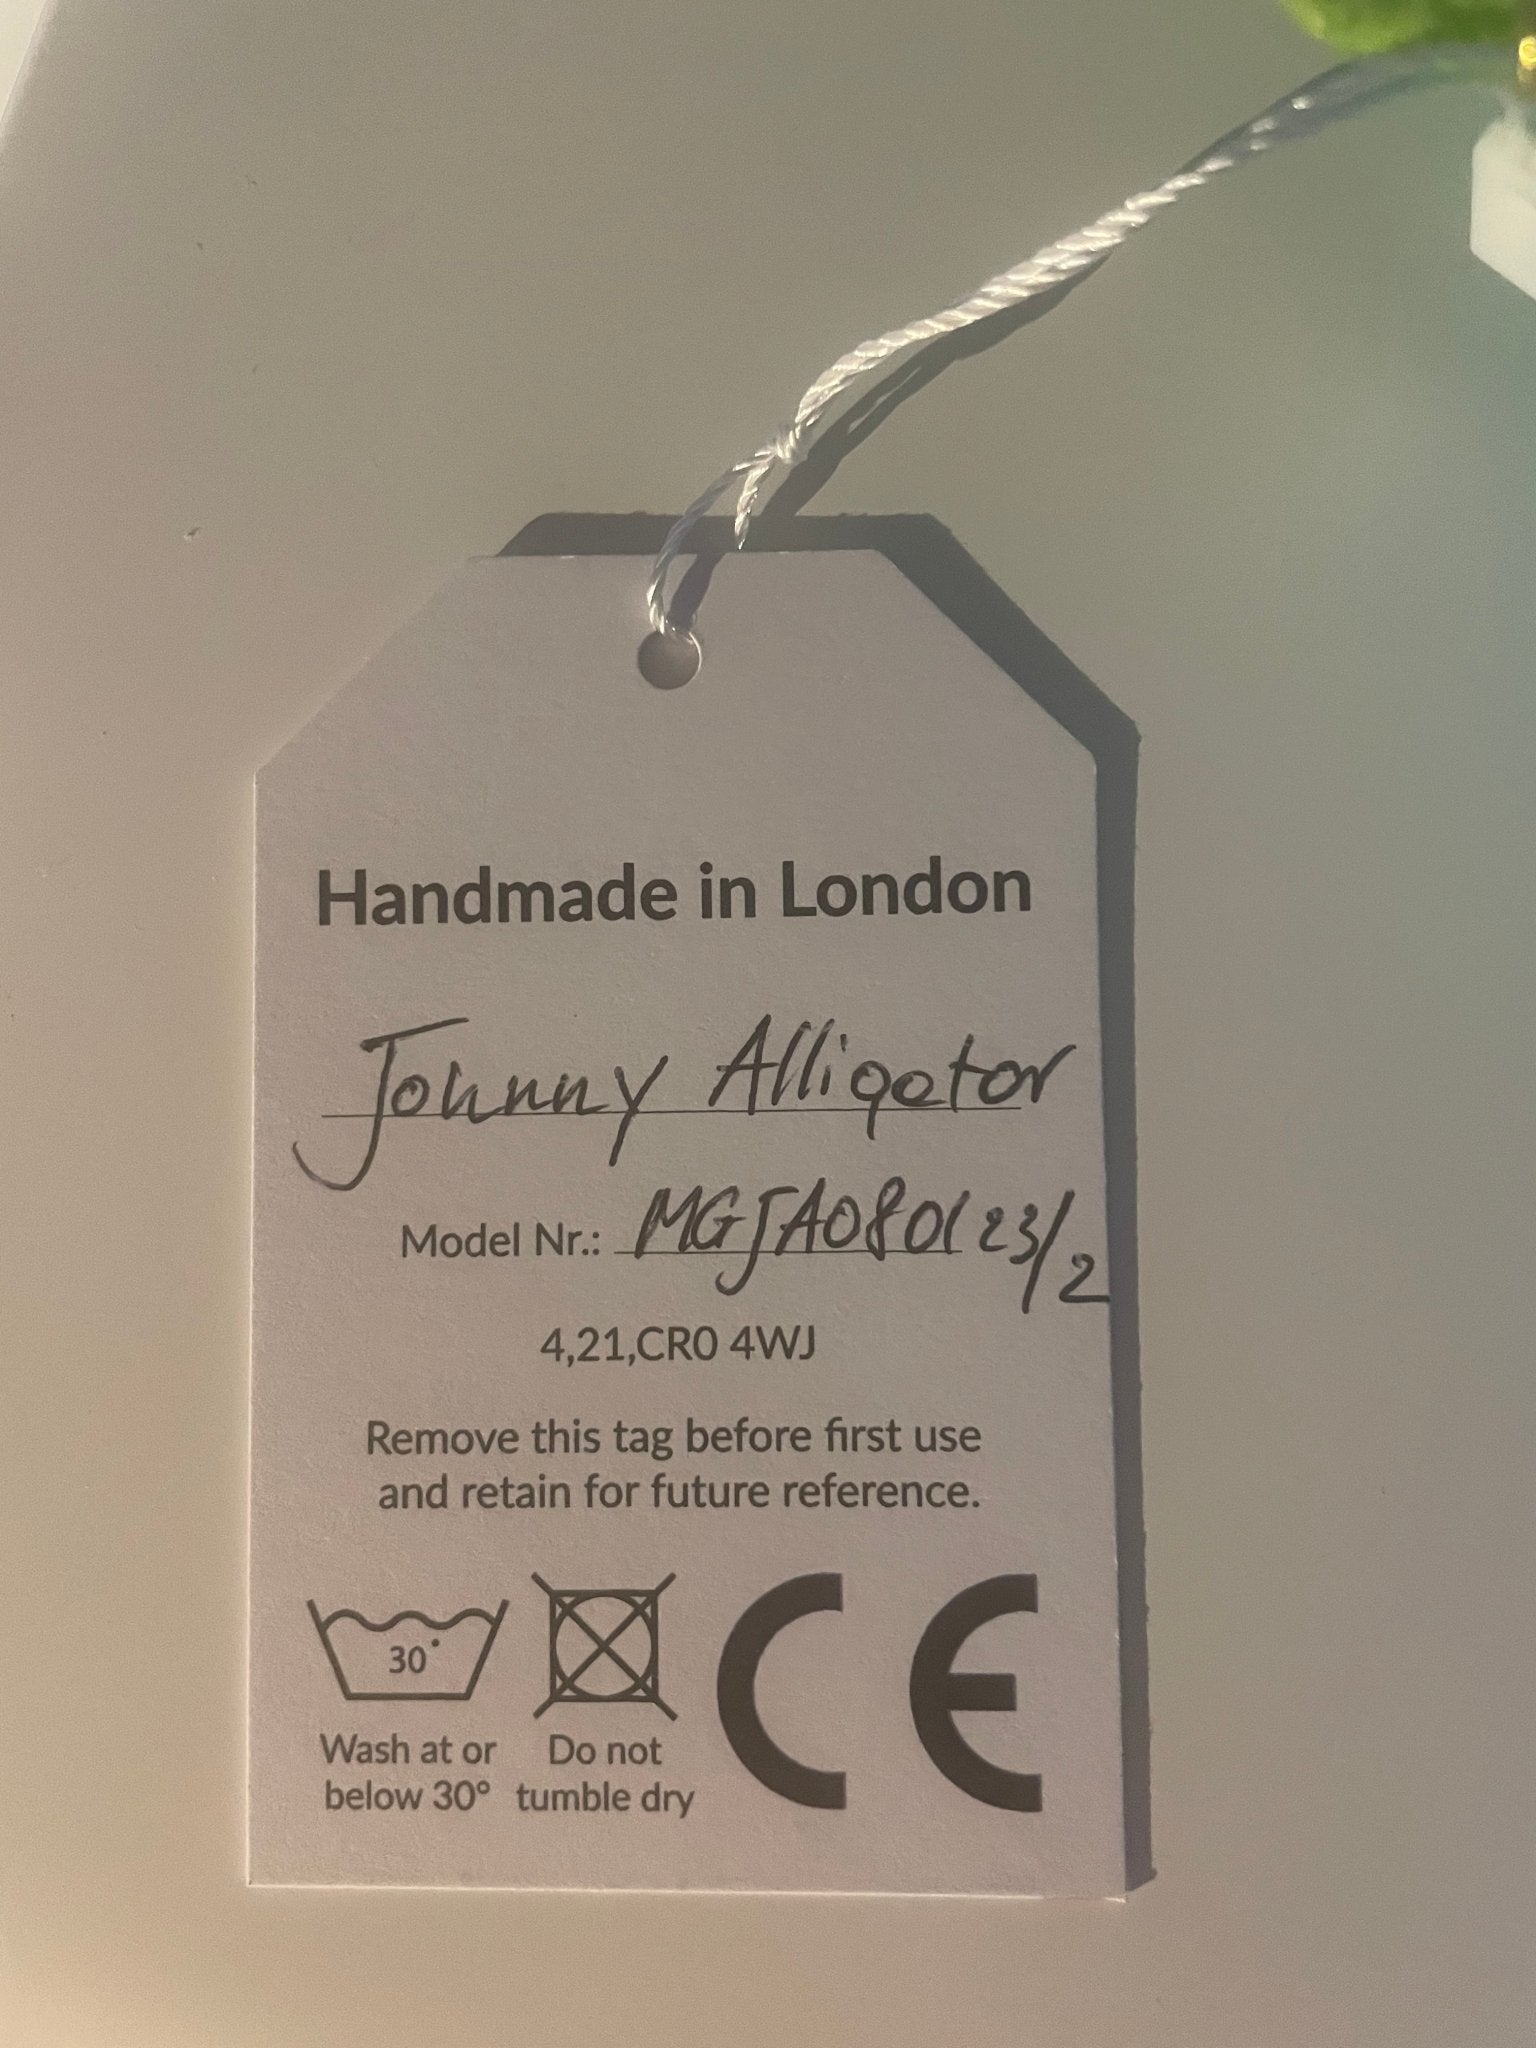 Handmade in London
Johnny Alligator
Model Nr.: MGJA080123/2
4,21,CR0 4WJ
Remove this tag before first use
and retain for future reference.
30°
CE
Wash at or
below 30°
Do not
tumble dry